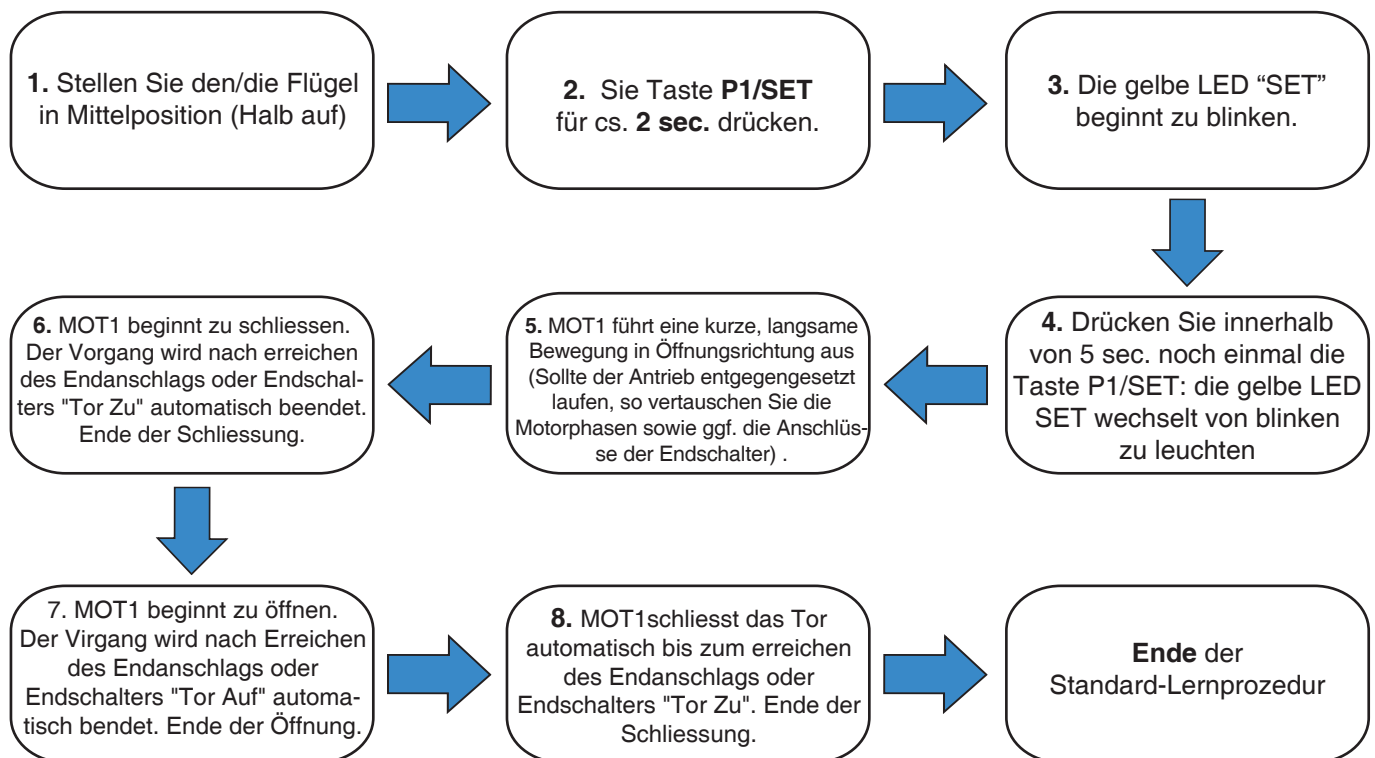 1. Stellen Sie den/die Flügel
in Mittelposition (Halb auf)
2. Sie Taste P1/SET
für cs. 2 sec. drücken.
3. Die gelbe LED “SET”
beginnt zu blinken.
4. Drücken Sie innerhalb
von 5 sec. noch einmal die
Taste P1/SET: die gelbe LED
SET wechselt von blinken
zu leuchten
5. MOT1 führt eine kurze, langsame
Bewegung in Öffnungsrichtung aus
(Sollte der Antrieb entgegengesetzt
laufen, so vertauschen Sie die
Motorphasen sowie ggf. die Anschlüs-
se der Endschalter) .
6. MOT1 beginnt zu schliessen.
Der Vorgang wird nach erreichen
des Endanschlags oder Endschal-
ters "Tor Zu" automatisch beendet.
Ende der Schliessung.
7. MOT1 beginnt zu öffnen.
Der Virgang wird nach Erreichen
des Endanschlags oder
Endschalters "Tor Auf" automa-
tisch bendet. Ende der Öffnung.
8. MOT1schliesst das Tor
automatisch bis zum erreichen
des Endanschlags oder
Endschalters "Tor Zu". Ende der
Schliessung.
Ende der
Standard-Lernprozedur